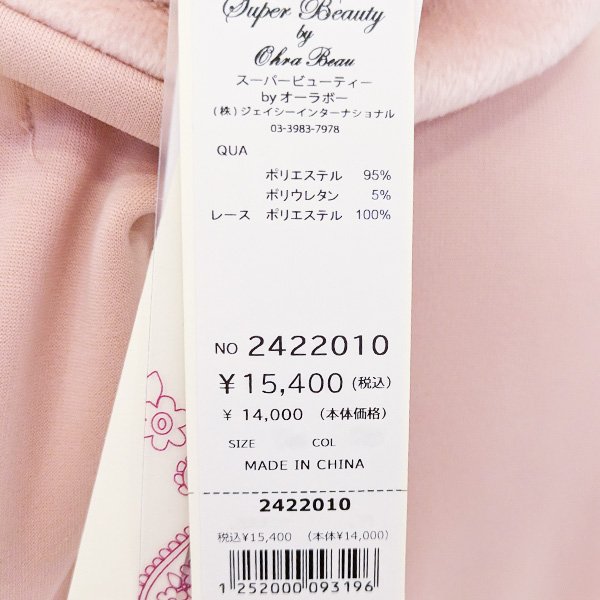 Super Beauty
by
Ohra Beau
スーパービューティー
by オーラボー
(株)ジェイシーインターナショナル
03-3983-7978
QUA
ポリエステル 95%
ポリウレタン 5%
レース ポリエステル 100%
NO 2422010
¥15,400 (税込)
¥ 14,000 (本体価格)
SIZE COL
MADE IN CHINA
2422010
税込¥15,400 (本体¥14,000)
1 252000 093196